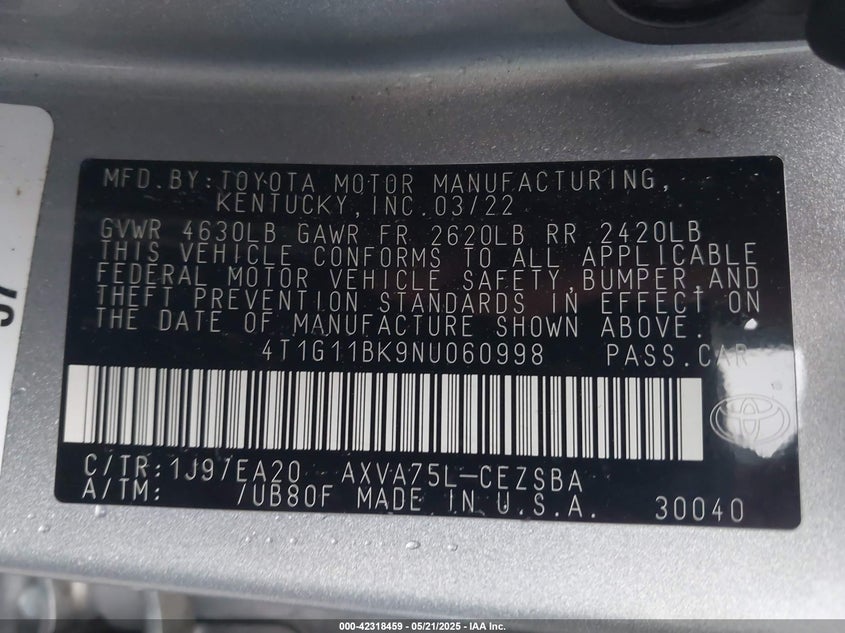 MFD.BY:TOYOTA MOTOR MANUFACTURING,
KENTUCKY,INC.03/22
GVWR 4630LB GAWR FR 2620LB RR 2420LB
THIS VEHICLE CONFORMS TO ALL APPLICABLE
FEDERAL MOTOR VEHICLE SAFETY,BUMPER,AND
THEFT PREVENTION STANDARDS IN EFFECT ON
THE DATE OF MANUFACTURE SHOWN ABOVE.
4T1G11BK9NU060998 PASS.CAR
C/TR:1J9/EA20 AXVA75L-CEZSBA
A/TM: /UB80F MADE IN U.S.A. 30040
000-42318459 / 05/21/2025 - IAA Inc.